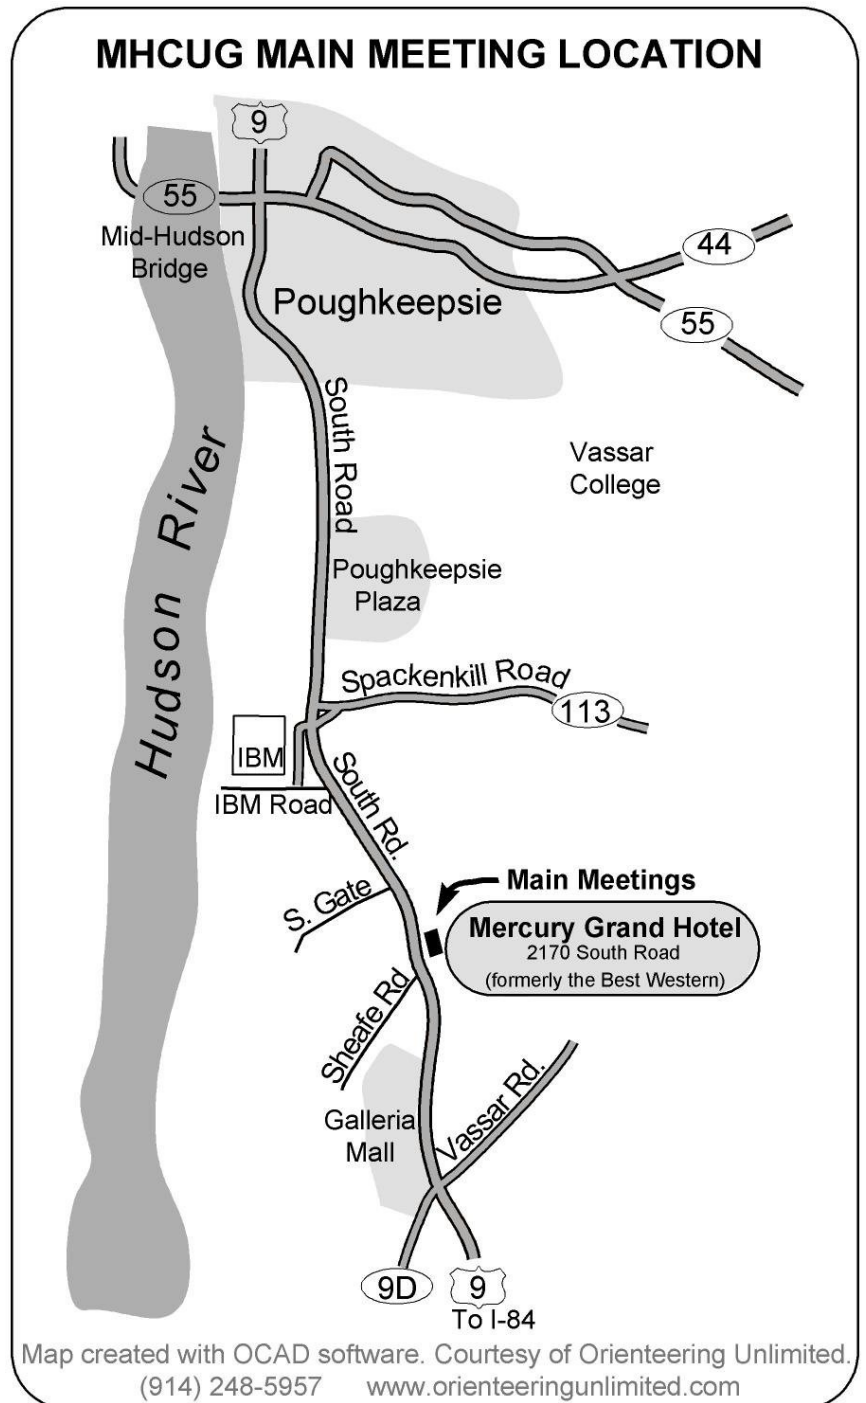 MHCUG MAIN MEETING LOCATION
9
55
Mid-Hudson
Bridge
44
Poughkeepsie
55
South Road
Vassar
College
Hudson River
Poughkeepsie
Plaza
Spackenkill Road
113
IBM
IBM Road
South Rd.
Main Meetings
S. Gate
Mercury Grand Hotel
2170 South Road
(formerly the Best Western)
Sheafe Rd.
Galleria
Mall
Vassar Rd.
9D
9
To I-84
Map created with OCAD software. Courtesy of Orienteering Unlimited.
(914) 248-5957 www.orienteeringunlimited.com